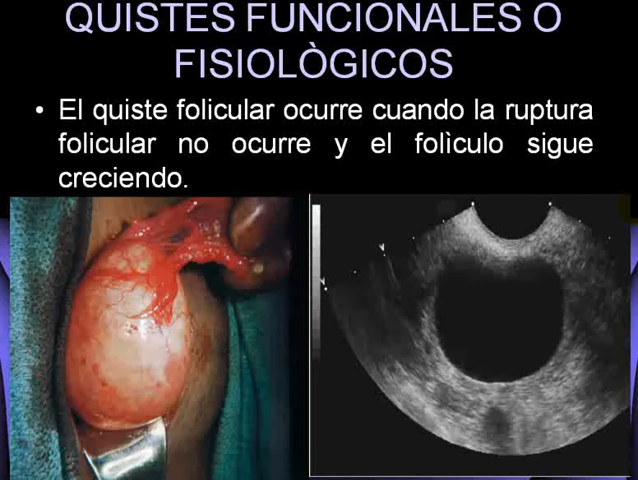 QUISTES FUNCIONALES O
FISIOLÒGICOS
• El quiste folicular ocurre cuando la ruptura
folicular no ocurre y el folìculo sigue
creciendo.